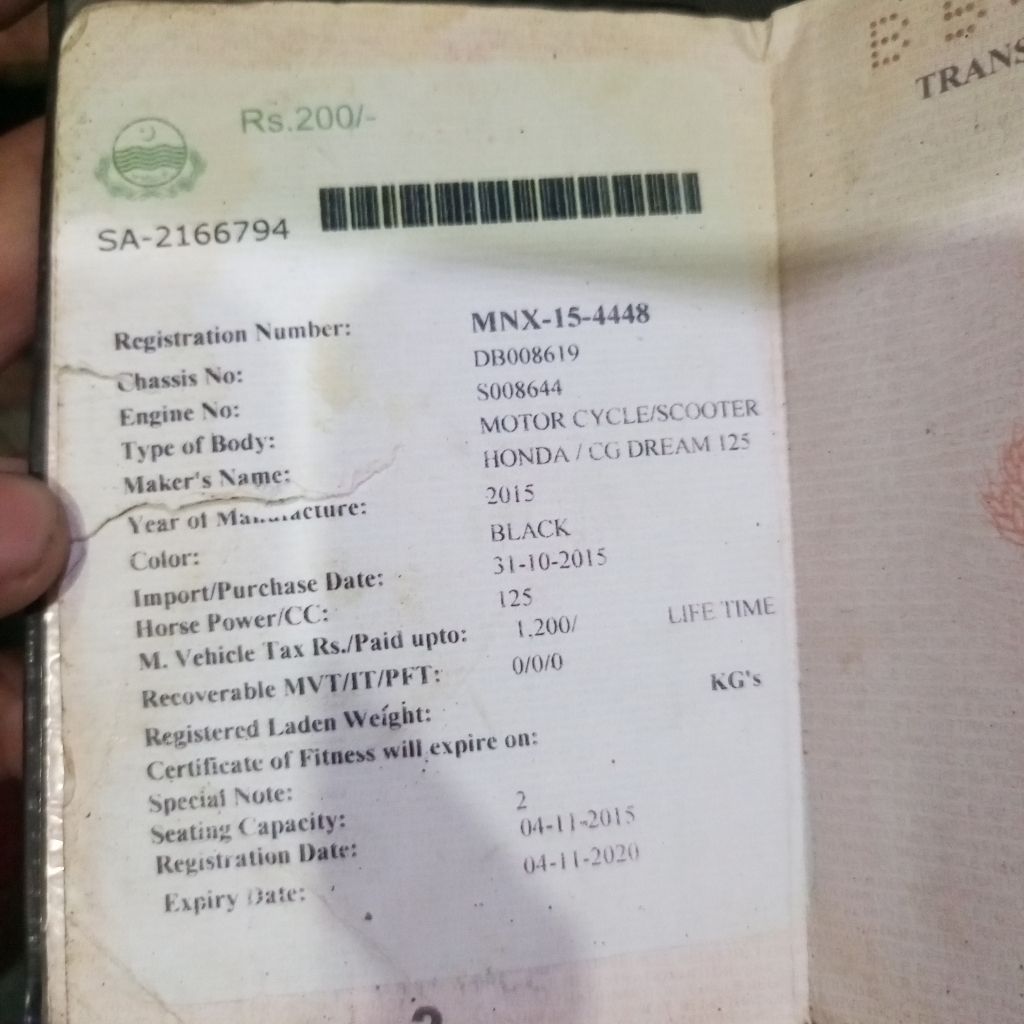 Rs.200/-
SA-2166794
Registration Number: MNX-15-4448
Chassis No: DB008619
Engine No: S008644
Type of Body: MOTOR CYCLE/SCOOTER
Maker's Name: HONDA / CG DREAM 125
Year of Manufacture: 2015
Color: BLACK
Import/Purchase Date: 31-10-2015
Horse Power/CC: 125
M. Vehicle Tax Rs./Paid upto: 1,200/ LIFE TIME
Recoverable MVT/IT/PFT: 0/0/0
Registered Laden Weight: KG's
Certificate of Fitness will expire on:
Special Note:
Seating Capacity: 2
Registration Date: 04-11-2015
Expiry Date: 04-11-2020
TRANS